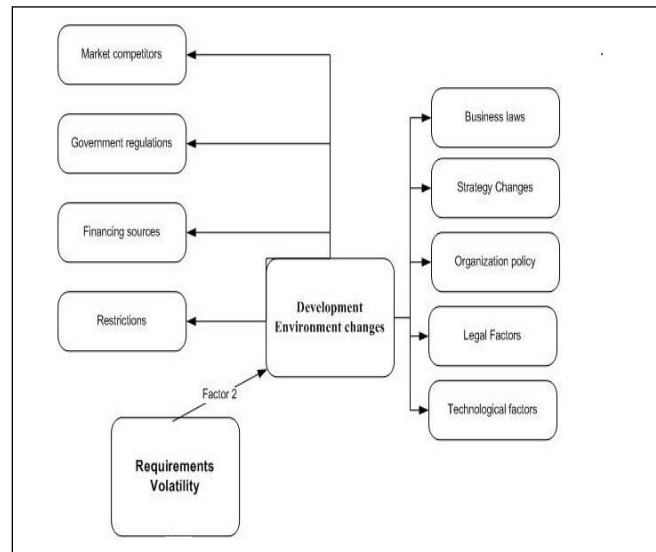 Market competitors
Government regulations
Financing sources
Restrictions
Development
Environment changes
Business laws
Strategy Changes
Organization policy
Legal Factors
Technological factors
Factor 2
Requirements
Volatility